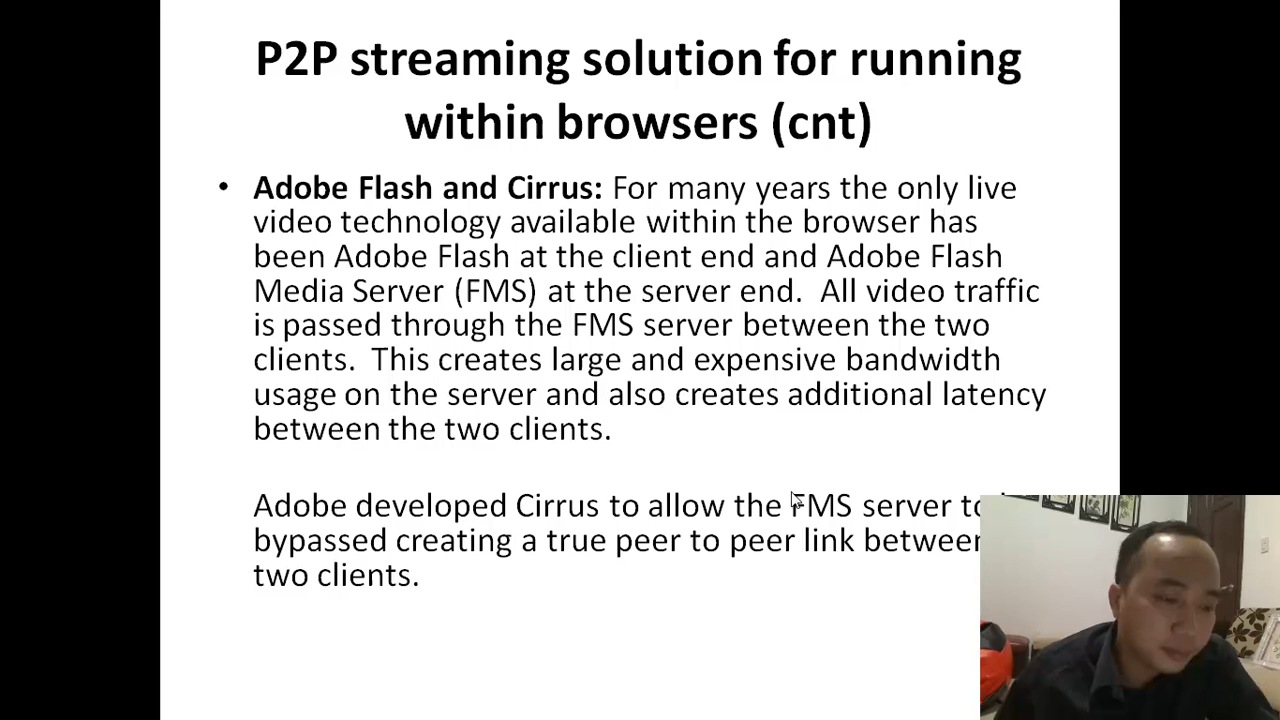 P2P streaming solution for running
within browsers (cnt)
• Adobe Flash and Cirrus: For many years the only live
video technology available within the browser has
been Adobe Flash at the client end and Adobe Flash
Media Server (FMS) at the server end.  All video traffic
is passed through the FMS server between the two
clients.  This creates large and expensive bandwidth
usage on the server and also creates additional latency
between the two clients.
Adobe developed Cirrus to allow the FMS server to
bypassed creating a true peer to peer link between
two clients.